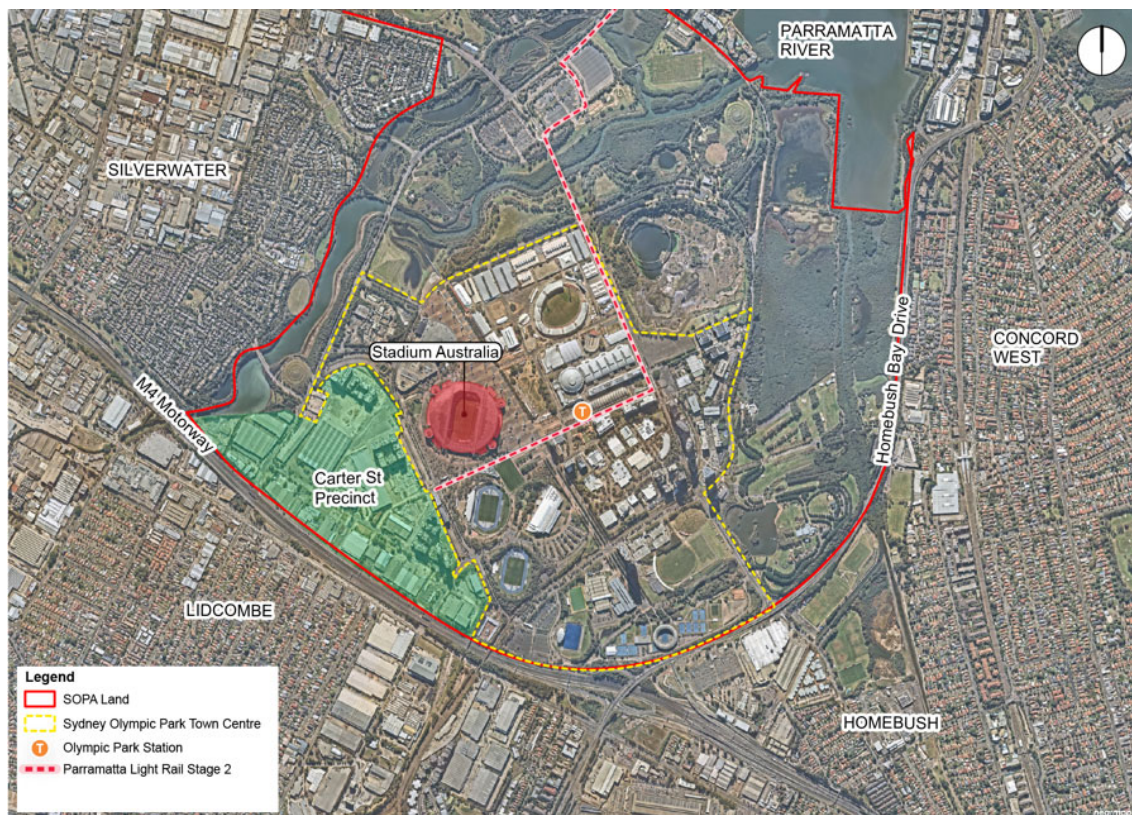 PARRAMATTA
RIVER
SILVERWATER
Stadium Australia
CONCORD
WEST
Homebush Bay Drive
M4 Motorway
T
Carter St
Precinct
LIDCOMBE
HOMEBUSH
Legend
SOPA Land
Sydney Olympic Park Town Centre
T Olympic Park Station
Parramatta Light Rail Stage 2